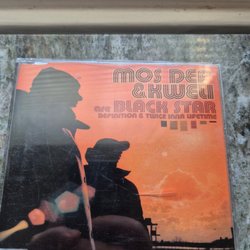 MOS DEF
& KWELI
are BLACK STAR
DEFINITION & TWICE INNA LIFETIME